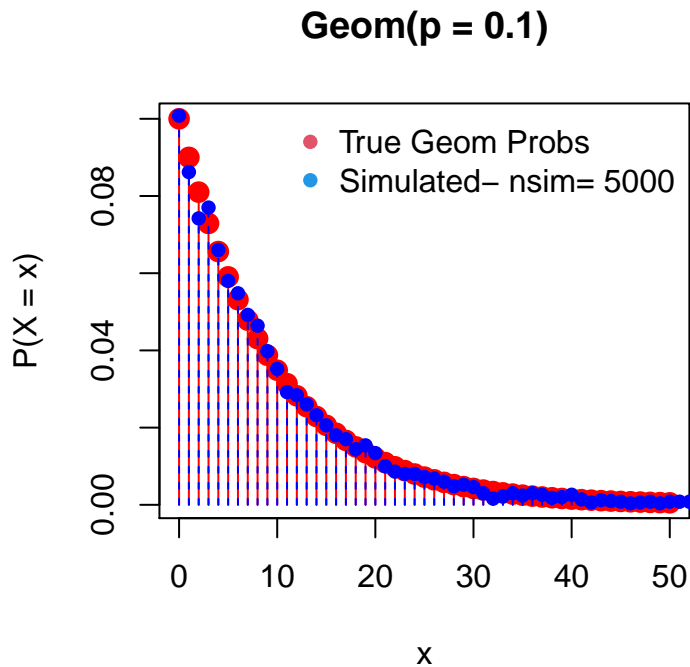 Geom(p = 0.1)
True Geom Probs
Simulated− nsim= 5000
P(X = x)
0.08
0.04
0.00
0 10 20 30 40 50
x